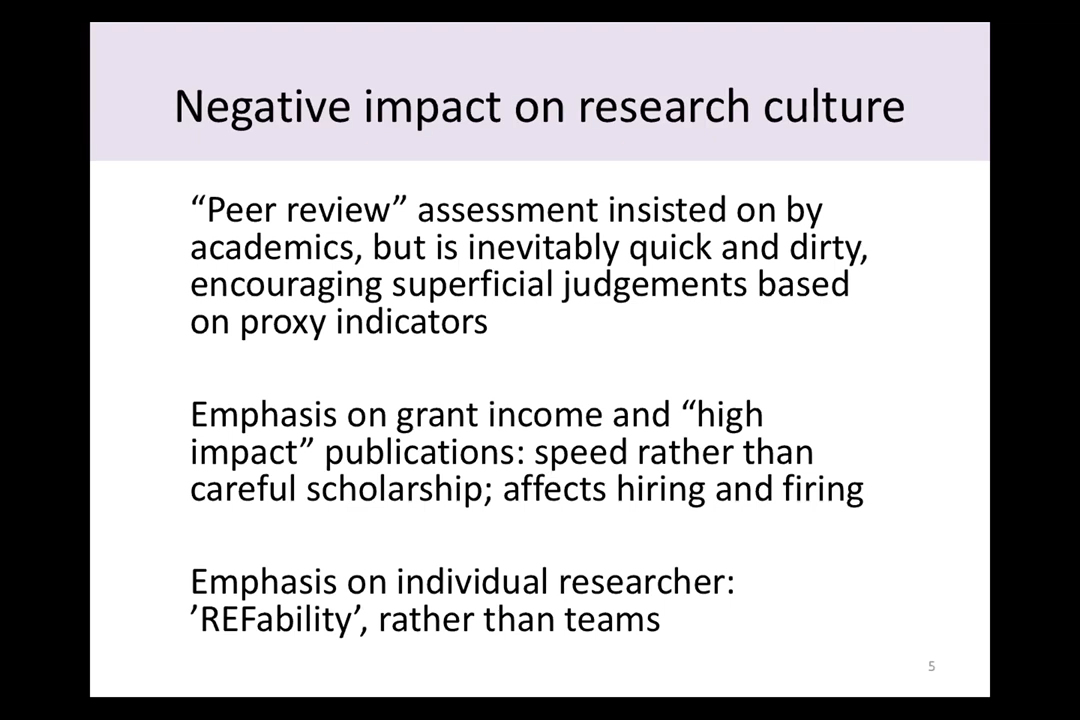 Negative impact on research culture
“Peer review” assessment insisted on by
academics, but is inevitably quick and dirty,
encouraging superficial judgements based
on proxy indicators
Emphasis on grant income and “high
impact” publications: speed rather than
careful scholarship; affects hiring and firing
Emphasis on individual researcher:
’REFability’, rather than teams
5